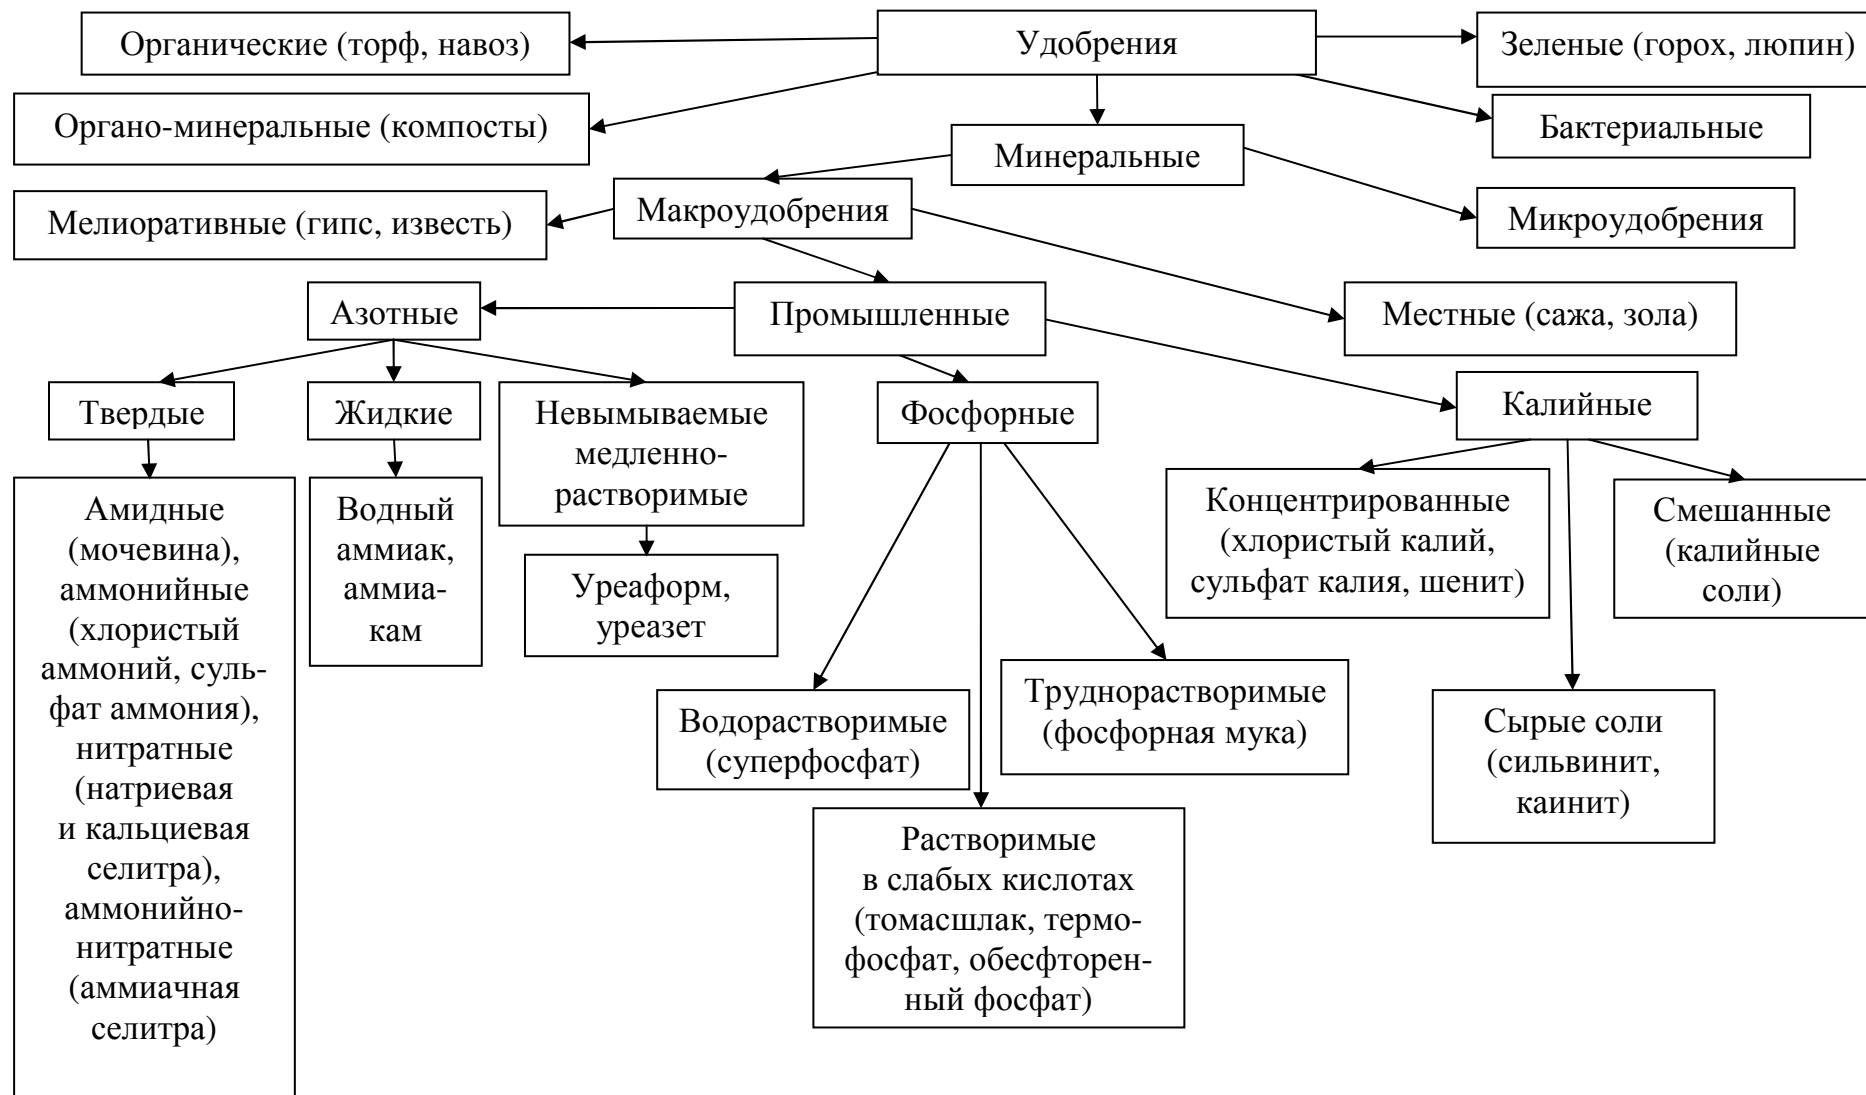 Органические (торф, навоз)
Удобрения
Зеленые (горох, люпин)
Органо-минеральные (компосты)
Бактериальные
Минеральные
Мелиоративные (гипс, известь)
Макроудобрения
Микроудобрения
Азотные
Промышленные
Местные (сажа, зола)
Твердые
Жидкие
Невымываемые
медленно-
растворимые
Фосфорные
Калийные
Амидные
(мочевина),
аммонийные
(хлористый
аммоний, суль-
фат аммония),
нитратные
(натриевая
и кальциевая
селитра),
аммонийно-
нитратные
(аммиачная
селитра)
Водный
аммиак,
аммиа-
кам
Уреаформ,
уреазет
Водорастворимые
(суперфосфат)
Растворимые
в слабых кислотах
(томасшлак, термо-
фосфат, обесфторен-
ный фосфат)
Труднорастворимые
(фосфорная мука)
Концентрированные
(хлористый калий,
сульфат калия, шенит)
Сырые соли
(сильвинит,
каинит)
Смешанные
(калийные
соли)